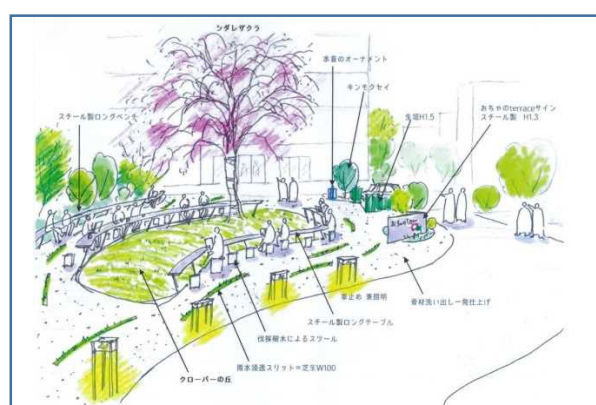 シダレザクラ
水音のオーナメント
キンモクセイ
スチール製ロングベンチ
生垣H1.5
おちゃのterraceサイン
スチール製 H1.3
車止め 兼照明
骨材洗い出し一発仕上げ
スチール製ロングテーブル
伐採樹木によるスツール
雨水浸透スリット=芝生W100
クローバーの丘